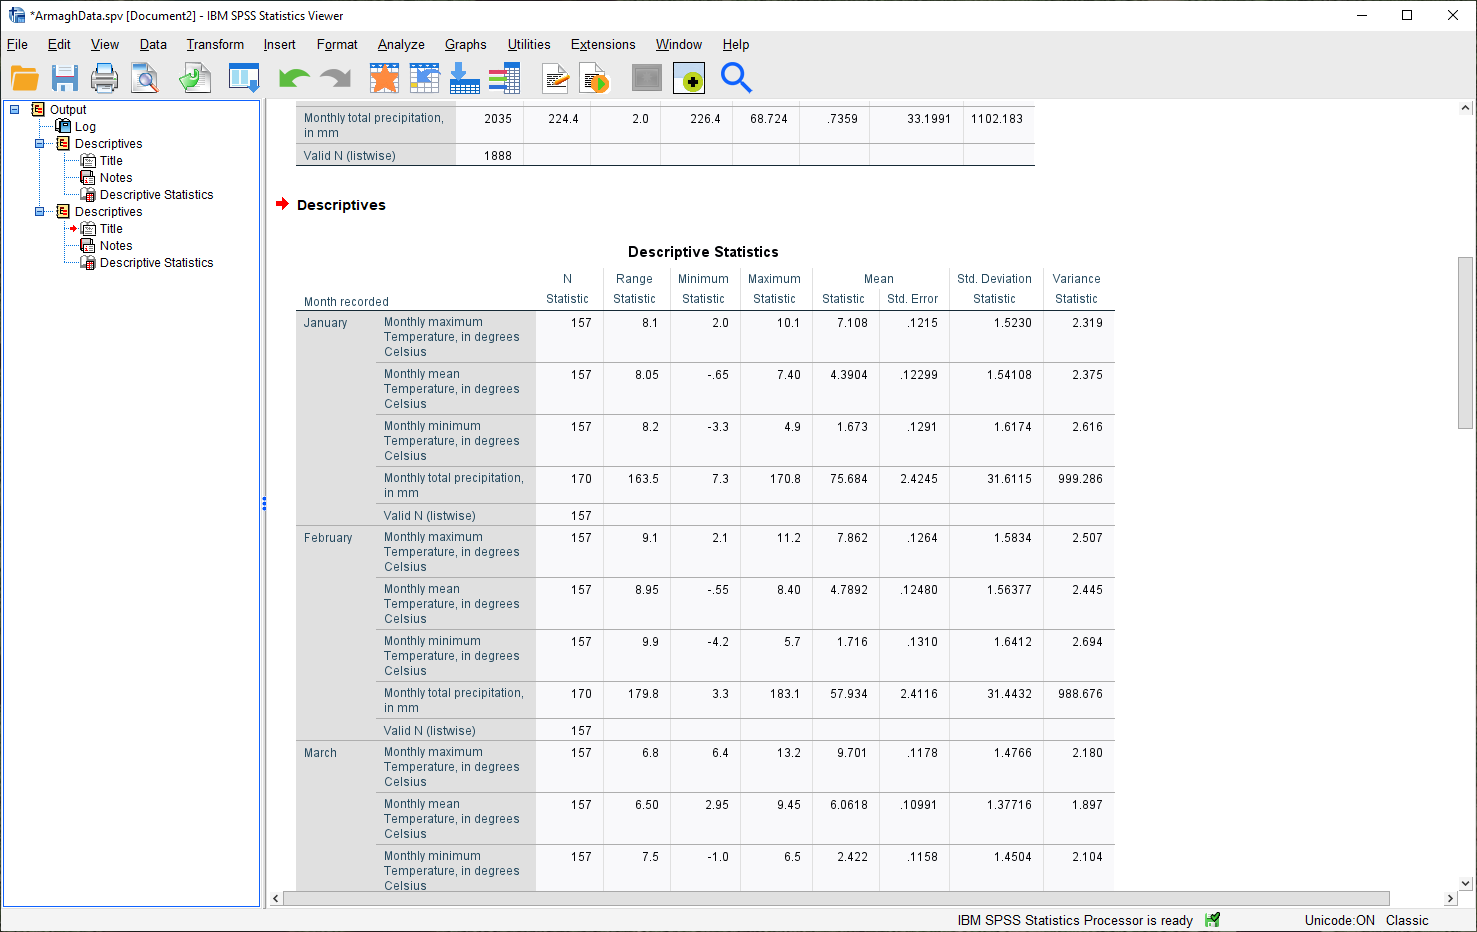 *ArmaghData.spv [Document2] - IBM SPSS Statistics Viewer
File Edit View Data Transform Insert Format Analyze Graphs Utilities Extensions Window Help
Output
Log
Descriptives
Title
Notes
Descriptive Statistics
Descriptives
Title
Notes
Descriptive Statistics
Monthly total precipitation, 2035 224.4 2.0 226.4 68.724 .7359 33.1991 1102.183
in mm
Valid N (listwise) 1888
Descriptives
Descriptive Statistics
N Range Minimum Maximum Mean Std. Deviation Variance
Month recorded Statistic Statistic Statistic Statistic Statistic Std. Error Statistic Statistic
January Monthly maximum 157 8.1 2.0 10.1 7.108 .1215 1.5230 2.319
Temperature, in degrees
Celsius
Monthly mean 157 8.05 -.65 7.40 4.3904 .12299 1.54108 2.375
Temperature, in degrees
Celsius
Monthly minimum 157 8.2 -3.3 4.9 1.673 .1291 1.6174 2.616
Temperature, in degrees
Celsius
Monthly total precipitation, 170 163.5 7.3 170.8 75.684 2.4245 31.6115 999.286
in mm
Valid N (listwise) 157
February Monthly maximum 157 9.1 2.1 11.2 7.862 .1264 1.5834 2.507
Temperature, in degrees
Celsius
Monthly mean 157 8.95 -.55 8.40 4.7892 .12480 1.56377 2.445
Temperature, in degrees
Celsius
Monthly minimum 157 9.9 -4.2 5.7 1.716 .1310 1.6412 2.694
Temperature, in degrees
Celsius
Monthly total precipitation, 170 179.8 3.3 183.1 57.934 2.4116 31.4432 988.676
in mm
Valid N (listwise) 157
March Monthly maximum 157 6.8 6.4 13.2 9.701 .1178 1.4766 2.180
Temperature, in degrees
Celsius
Monthly mean 157 6.50 2.95 9.45 6.0618 .10991 1.37716 1.897
Temperature, in degrees
Celsius
Monthly minimum 157 7.5 -1.0 6.5 2.422 .1158 1.4504 2.104
Temperature, in degrees
Celsius
IBM SPSS Statistics Processor is ready Unicode:ON Classic